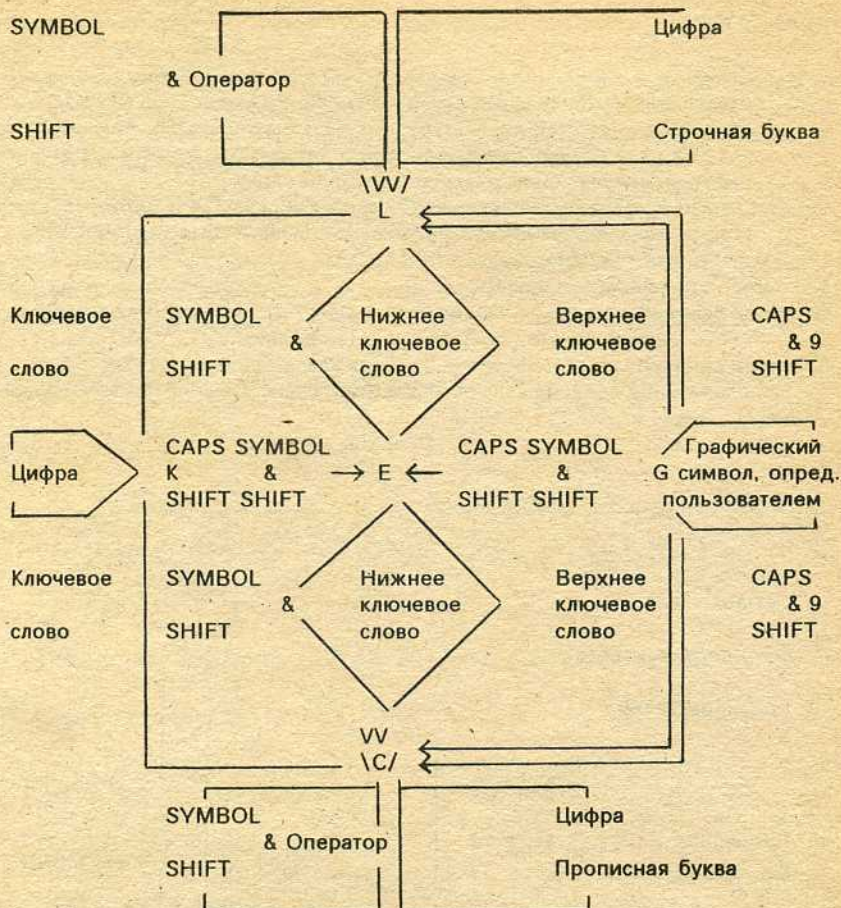 SYMBOL Цифра
& Оператор
SHIFT Строчная буква
\VV/
L
Ключевое SYMBOL Нижнее Верхнее CAPS
& ключевое ключевое & 9
слово SHIFT слово слово SHIFT
CAPS SYMBOL CAPS SYMBOL Графический
Цифра K & E & G символ, опред.
SHIFT SHIFT SHIFT SHIFT пользователем
Ключевое SYMBOL Нижнее Верхнее CAPS
& ключевое ключевое & 9
слово SHIFT слово слово SHIFT
VV
\C/
SYMBOL Цифра
& Оператор
SHIFT Прописная буква